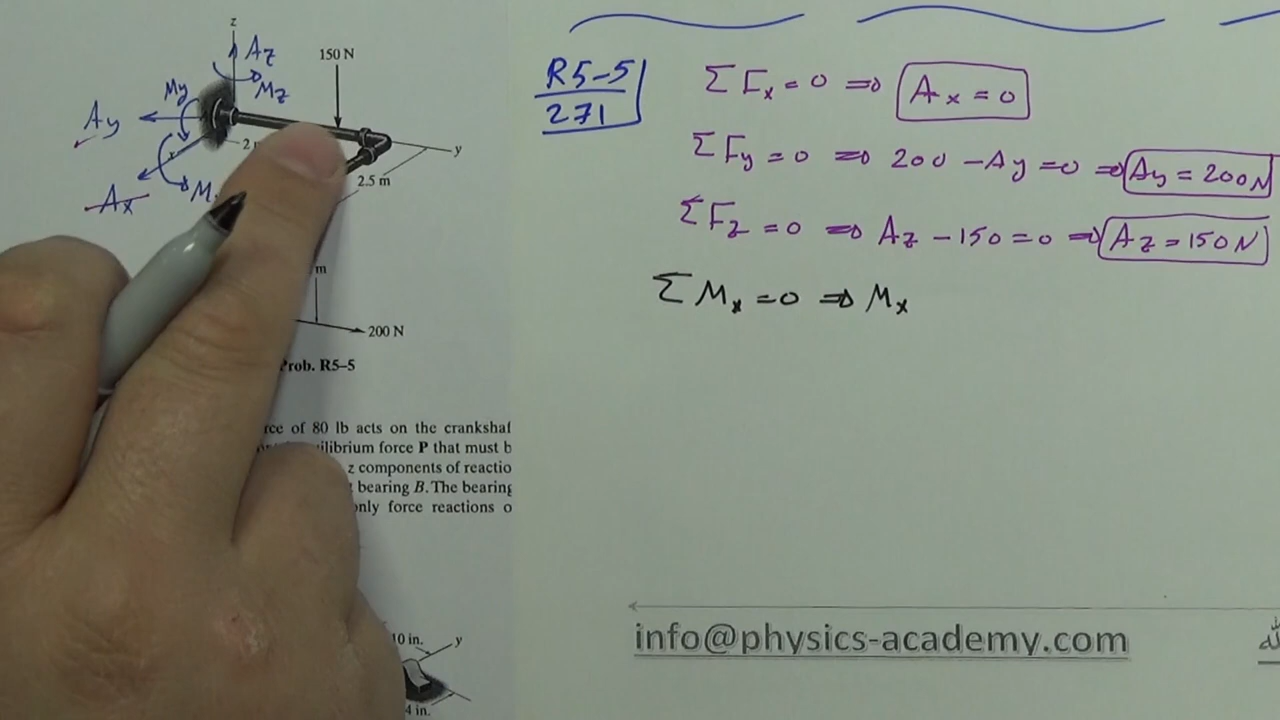 z
Az
150 N
My
Mz
Ay
y
2.5 m
Ax
m
200 N
Prob. R5–5
R5-5
271
ΣFx = 0 ⇒ Ax = 0
ΣFy = 0 ⇒ 200 - Ay = 0 ⇒ Ay = 200N
ΣFz = 0 ⇒ Az - 150 = 0 ⇒ Az = 150N
ΣMx = 0 ⇒ Mx
of 80 lb acts on the crankshaf
force P that must b
z components of reactio
bearing B. The bearing
only force reactions o
10 in.
y
4 in.
info@physics-academy.com